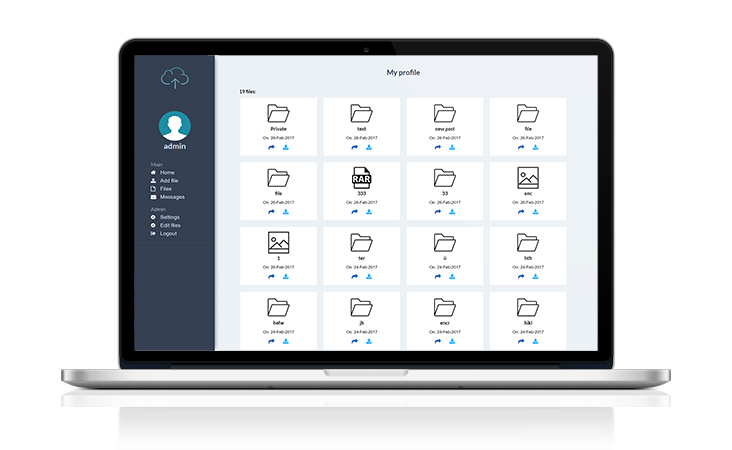 My profile
19 files:
admin
Main
Home
Add file
Files
Messages
Admin
Settings
Edit files
Logout
Private
On: 26-Feb-2017
text
On: 26-Feb-2017
new post
On: 26-Feb-2017
file
On: 26-Feb-2017
file
On: 26-Feb-2017
RAR
333
On: 26-Feb-2017
33
On: 26-Feb-2017
enc
On: 26-Feb-2017
1
On: 26-Feb-2017
ter
On: 24-Feb-2017
ii
On: 24-Feb-2017
hth
On: 24-Feb-2017
hehe
On: 24-Feb-2017
jh
On: 24-Feb-2017
encr
On: 24-Feb-2017
On: 24-Feb-2017